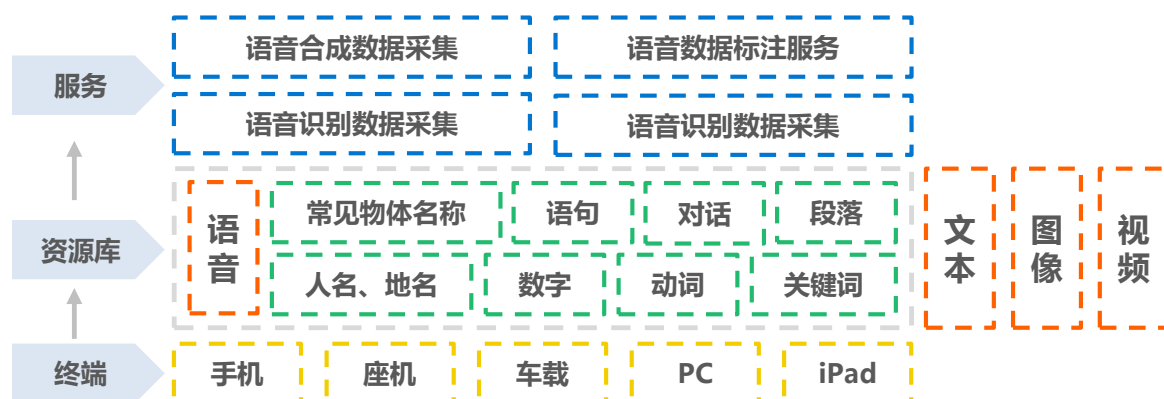 服务
语音合成数据采集
语音数据标注服务
语音识别数据采集
语音识别数据采集
资源库
语音
常见物体名称
语句
对话
段落
人名、地名
数字
动词
关键词
文本
图像
视频
终端
手机
座机
车载
PC
iPad